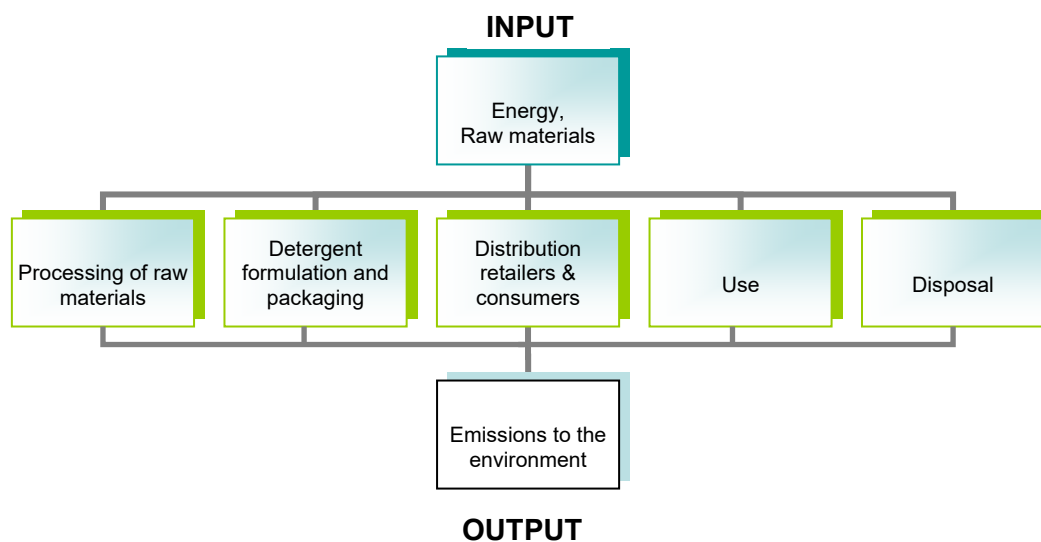 INPUT
Energy,
Raw materials
Processing of raw
materials
Detergent
formulation and
packaging
Distribution
retailers &
consumers
Use
Disposal
Emissions to the
environment
OUTPUT